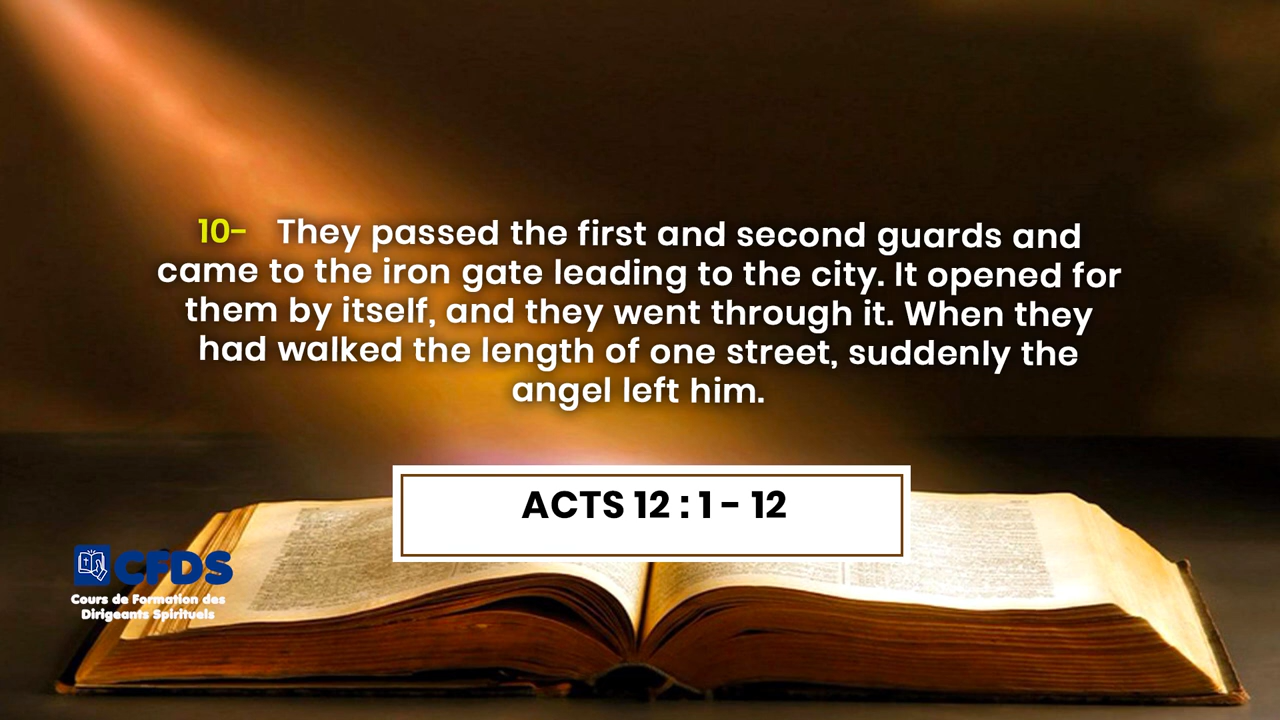 10- They passed the first and second guards and
came to the iron gate leading to the city. It opened for
them by itself, and they went through it. When they
had walked the length of one street, suddenly the
angel left him.
ACTS 12 : 1 - 12
CFDS
Cours de Formation des
Dirigeants Spirituels